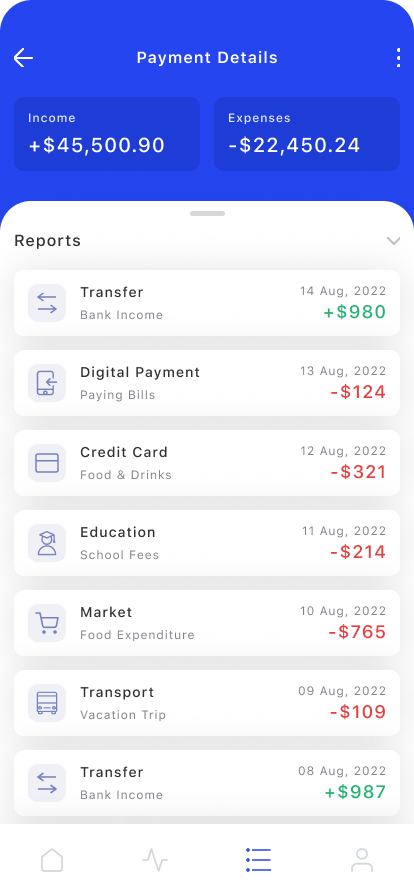 Payment Details
Income
+$45,500.90
Expenses
-$22,450.24
Reports
Transfer
14 Aug, 2022
Bank Income
+$980
Digital Payment
13 Aug, 2022
Paying Bills
-$124
Credit Card
12 Aug, 2022
Food & Drinks
-$321
Education
11 Aug, 2022
School Fees
-$214
Market
10 Aug, 2022
Food Expenditure
-$765
Transport
09 Aug, 2022
Vacation Trip
-$109
Transfer
08 Aug, 2022
Bank Income
+$987